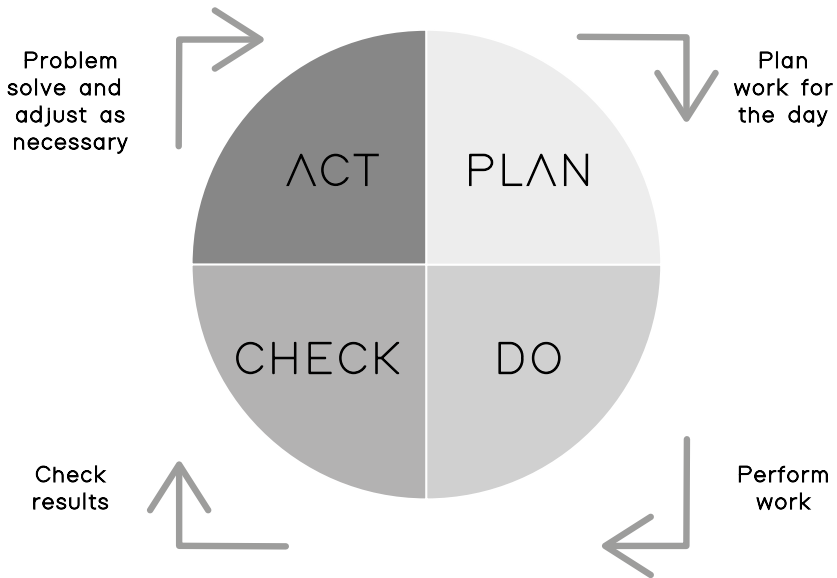 Problem
solve and
adjust as
necessary
Plan
work for
the day
ACT
PLAN
CHECK
DO
Check
results
Perform
work